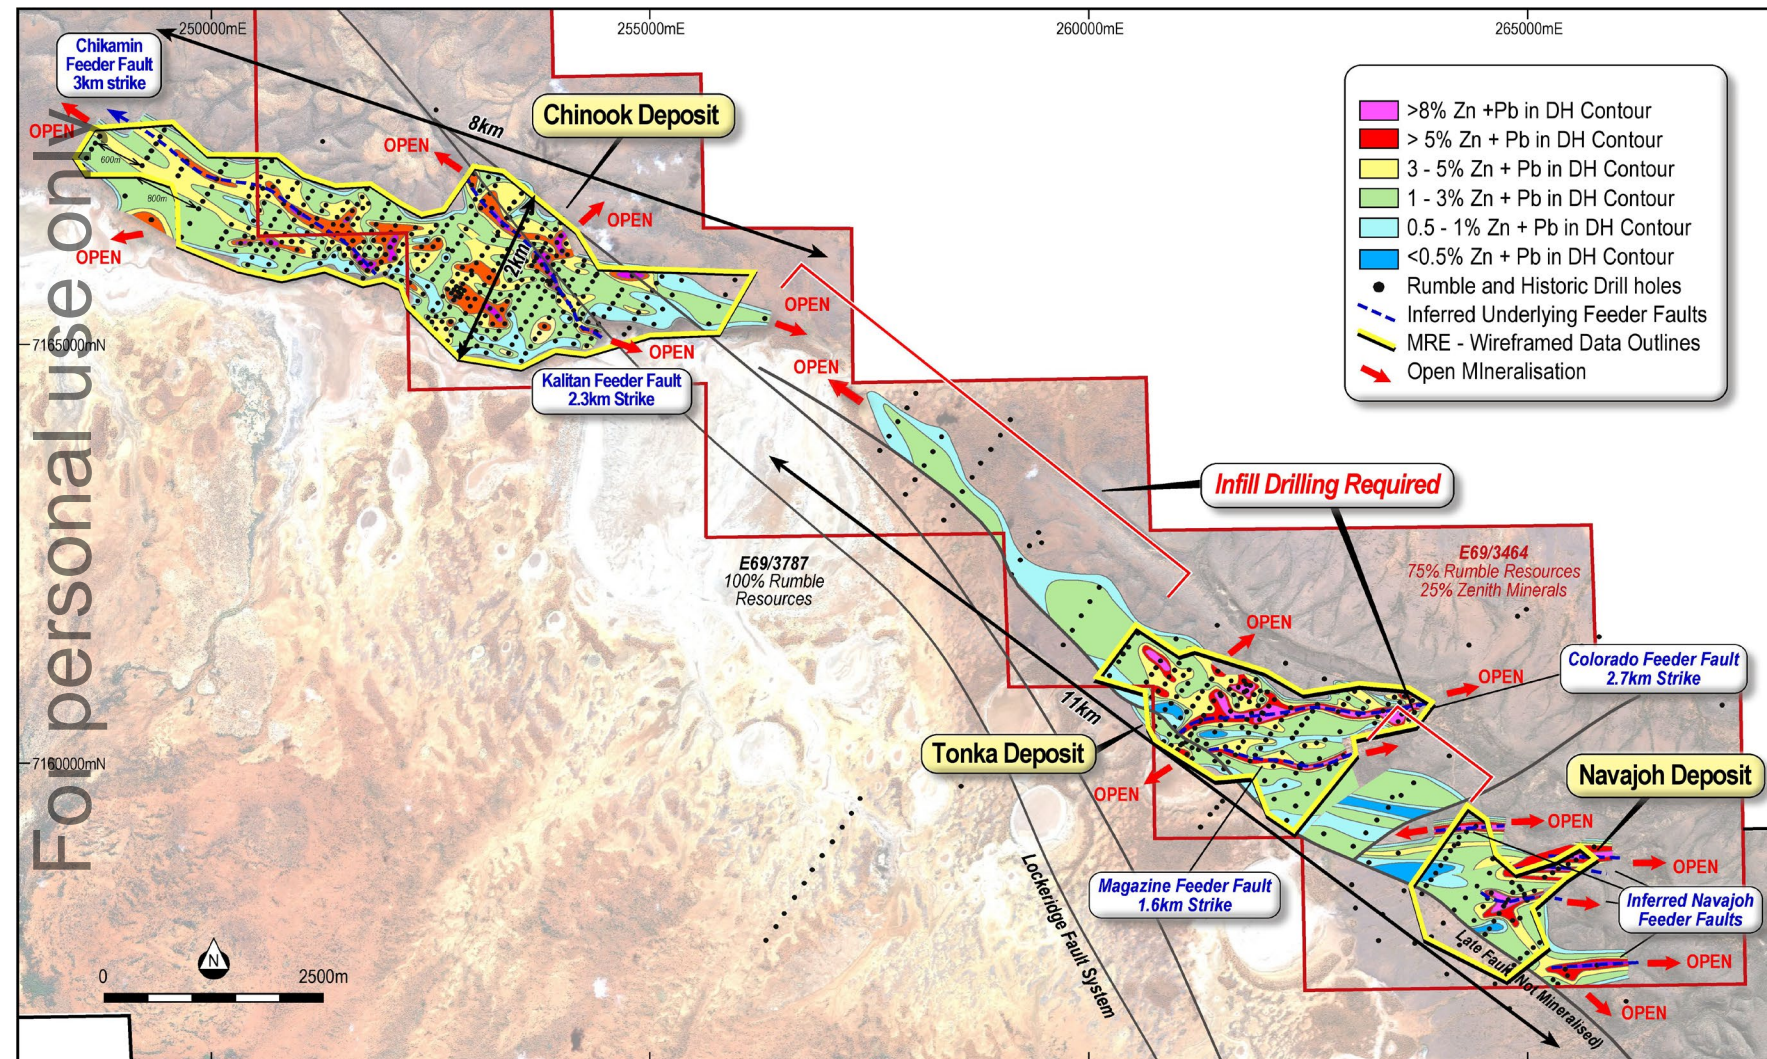 250000mE
255000mE
260000mE
265000mE
Chikamin
Feeder Fault
3km strike
8km
Chinook Deposit
OPEN
600m
800m
OPEN
OPEN
OPEN
2km
OPEN
OPEN
OPEN
7165000mN
Kalitan Feeder Fault
2.3km Strike
>8% Zn +Pb in DH Contour
> 5% Zn + Pb in DH Contour
3 - 5% Zn + Pb in DH Contour
1 - 3% Zn + Pb in DH Contour
0.5 - 1% Zn + Pb in DH Contour
<0.5% Zn + Pb in DH Contour
Rumble and Historic Drill holes
Inferred Underlying Feeder Faults
MRE - Wireframed Data Outlines
Open MIneralisation
Infill Drilling Required
E69/3787
100% Rumble
Resources
E69/3464
75% Rumble Resources
25% Zenith Minerals
OPEN
OPEN
Colorado Feeder Fault
2.7km Strike
11km
Tonka Deposit
OPEN
7160000mN
Navajoh Deposit
OPEN
OPEN
Magazine Feeder Fault
1.6km Strike
Inferred Navajoh
Feeder Faults
Lockeridge Fault System
Late Fault (Not Mineralised)
OPEN
OPEN
N
0
2500m
For personal use only